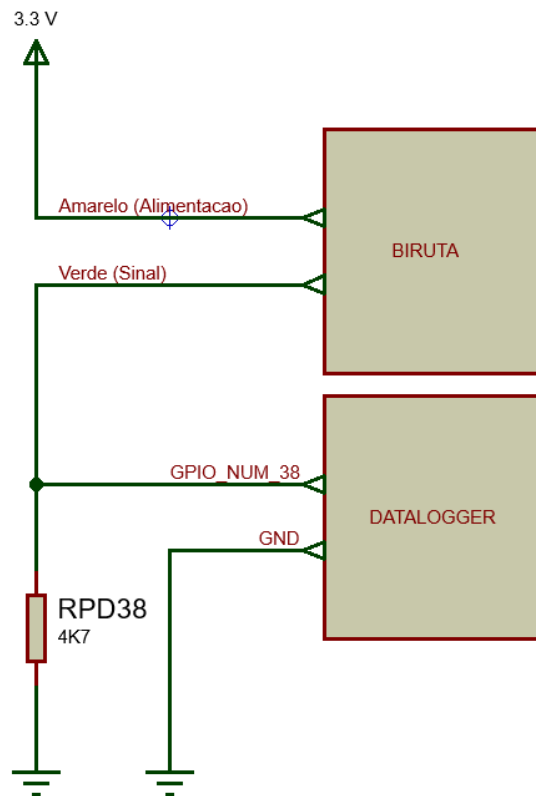 3.3 V
Amarelo (Alimentacao)
BIRUTA
Verde (Sinal)
GPIO_NUM_38
DATALOGGER
GND
RPD38
4K7